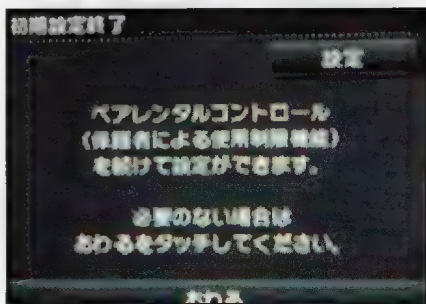 初期設定終了
設定
ペアレンタルコントロール
(保護者による使用制限機能)
を続けて設定ができます。
必要のない場合は
おわるをタッチしてください。
おわる